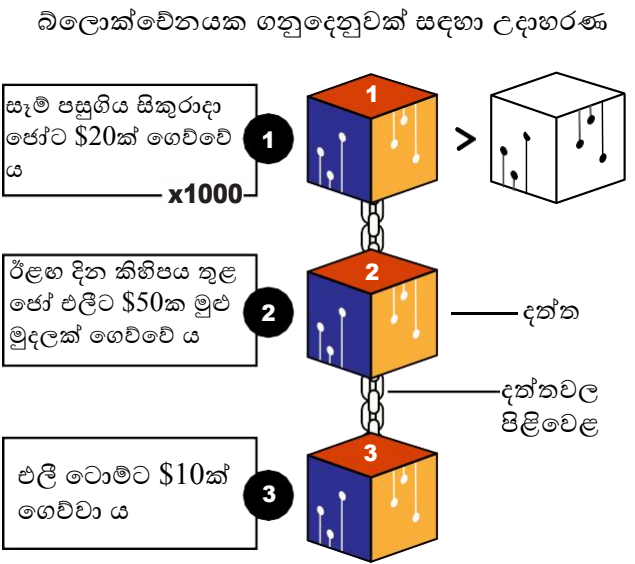 බ්ලොක්චේනයක ගනුදෙනුවක් සඳහා උදාහරණ
සෑම් පසුගිය සිකුරාදා
ජෝට $20ක් ගෙව්වේ
ය
x1000
1
1
>
ඊළඟ දින කිහිපය තුළ
ජෝ එලීට $50ක මුළු
මුදලක් ගෙව්වේ ය
2
2
දත්ත
දත්තවල
පිළිවෙළ
එලී ටොම්ට $10ක්
ගෙව්වා ය
3
3